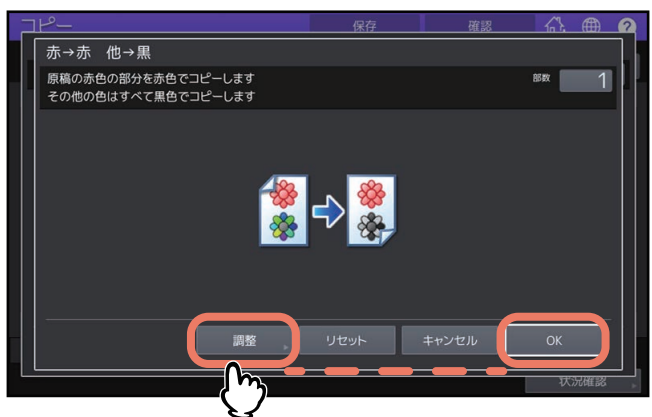 コピー 保存 確認 ?
赤→赤 他→黒
原稿の赤色の部分を赤色でコピーします
その他の色はすべて黒色でコピーします
部数 1
調整 リセット キャンセル OK
状況確認